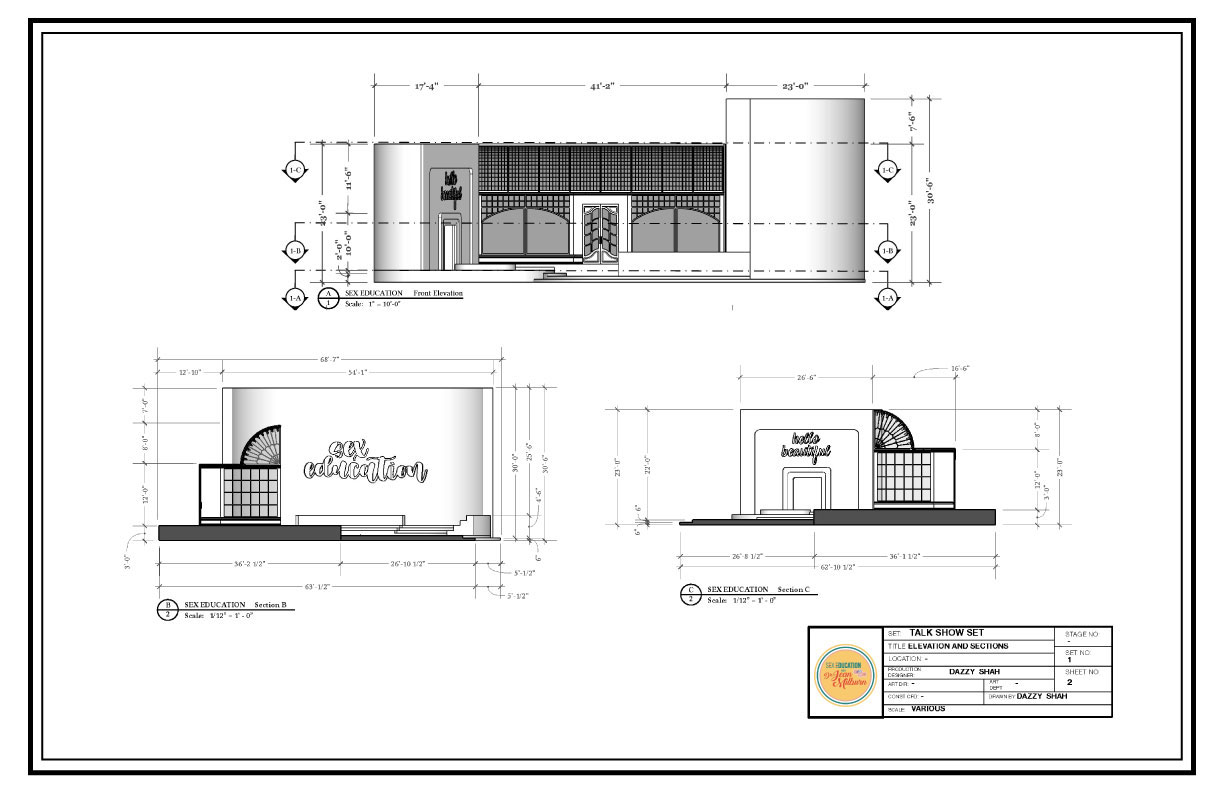 17'-4" 41'-2" 23'-0"
7'-6"
1-C 1-C
hello
beautiful
11'-6"
30'-6"
23'-0" 23'-0"
2'-0" 10'-0"
1-B 1-B
1-A 1-A
A SEX EDUCATION Front Elevation
1 Scale: 1" = 10'-0"
68'-7"
12'-10" 54'-1"
7'-0"
8'-0"
12'-0"
3'-0"
sex
education
30'-0" 25'-6" 30'-6"
4'-6"
6"
36'-2 1/2" 26'-10 1/2"
5'-1/2"
63'-1/2"
5'-1/2"
B SEX EDUCATION Section B
2 Scale: 1/12" = 1' - 0"
16'-6"
26'-6"
hello
beautiful
23'-0" 22'-0"
6"
6"
8'-0"
12'-0" 3'-0" 23'-0"
26'-8 1/2" 36'-1 1/2"
62'-10 1/2"
C SEX EDUCATION Section C
2 Scale: 1/12" = 1' - 0"
SEX EDUCATION
Dr Jean
Milburn
SET: TALK SHOW SET
STAGE NO
-
TITLE ELEVATION AND SECTIONS
SET NO:
1
LOCATION: -
PRODUCTION
DESIGNER: DAZZY SHAH
SHEET NO
2
ART DIR: - ART
DEPT -
CONST CRD: - DRAWN BY DAZZY SHAH
SCALE: VARIOUS